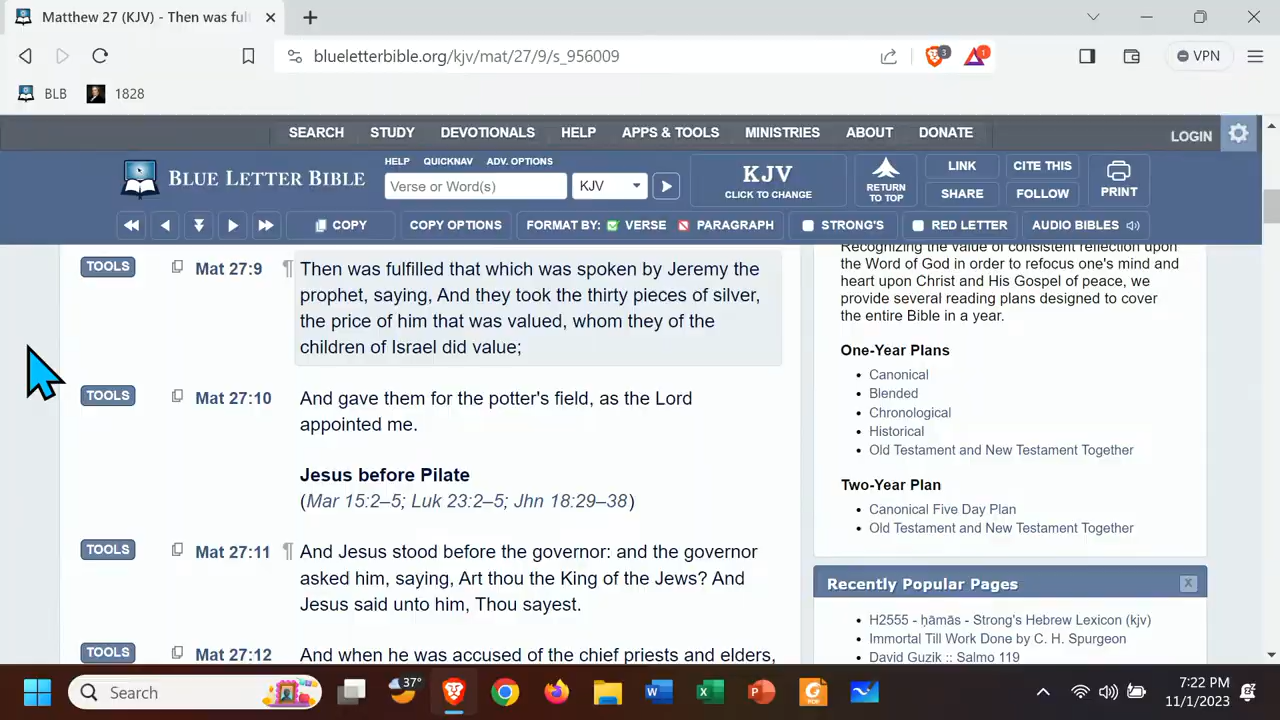 Matthew 27 (KJV) - Then was ful
blueletterbible.org/kjv/mat/27/9/s_956009
3
1
VPN
BLB
1828
SEARCH STUDY DEVOTIONALS HELP APPS & TOOLS MINISTRIES ABOUT DONATE
LOGIN
BLUE LETTER BIBLE
HELP QUICKNAV ADV. OPTIONS
Verse or Word(s)
KJV
KJV
CLICK TO CHANGE
RETURN
TO TOP
LINK
CITE THIS
SHARE
FOLLOW
PRINT
COPY
COPY OPTIONS
FORMAT BY: VERSE PARAGRAPH
STRONG'S
RED LETTER
AUDIO BIBLES
TOOLS
Mat 27:9
¶ Then was fulfilled that which was spoken by Jeremy the
prophet, saying, And they took the thirty pieces of silver,
the price of him that was valued, whom they of the
children of Israel did value;
TOOLS
Mat 27:10
And gave them for the potter's field, as the Lord
appointed me.
Jesus before Pilate
(Mar 15:2–5; Luk 23:2–5; Jhn 18:29–38)
TOOLS
Mat 27:11
¶ And Jesus stood before the governor: and the governor
asked him, saying, Art thou the King of the Jews? And
Jesus said unto him, Thou sayest.
TOOLS
Mat 27:12
And when he was accused of the chief priests and elders,
Recognizing the value of consistent reflection upon
the Word of God in order to refocus one's mind and
heart upon Christ and His Gospel of peace, we
provide several reading plans designed to cover
the entire Bible in a year.
One-Year Plans
• Canonical
• Blended
• Chronological
• Historical
• Old Testament and New Testament Together
Two-Year Plan
• Canonical Five Day Plan
• Old Testament and New Testament Together
Recently Popular Pages
X
• H2555 - ḥāmās - Strong's Hebrew Lexicon (kjv)
• Immortal Till Work Done by C. H. Spurgeon
• David Guzik :: Salmo 119
Search
37°
7:22 PM
11/1/2023